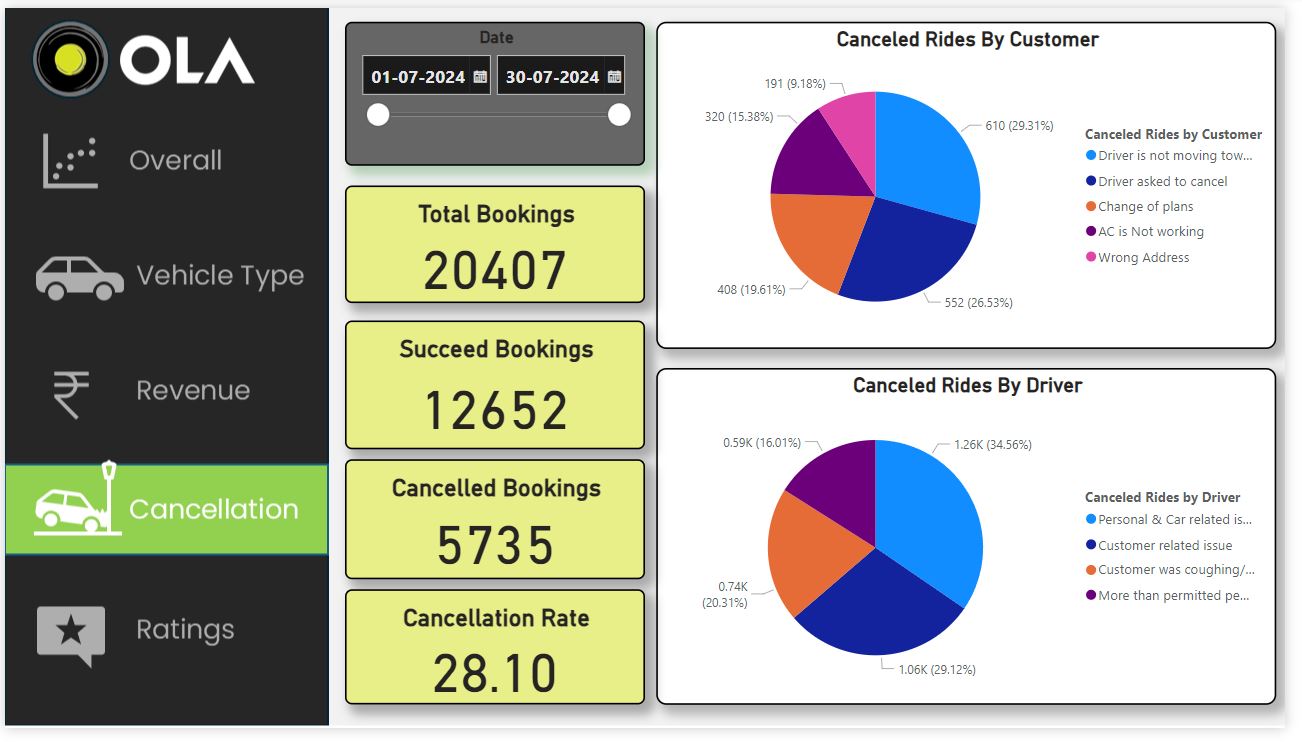 OLA
Overall
Vehicle Type
Revenue
Cancellation
Ratings
Date
01-07-2024
30-07-2024
Total Bookings
20407
Succeed Bookings
12652
Cancelled Bookings
5735
Cancellation Rate
28.10
Canceled Rides By Customer
191 (9.18%)
320 (15.38%)
610 (29.31%)
408 (19.61%)
552 (26.53%)
Canceled Rides by Customer
Driver is not moving tow...
Driver asked to cancel
Change of plans
AC is Not working
Wrong Address
Canceled Rides By Driver
0.59K (16.01%)
1.26K (34.56%)
0.74K
(20.31%)
1.06K (29.12%)
Canceled Rides by Driver
Personal & Car related is...
Customer related issue
Customer was coughing/...
More than permitted pe...